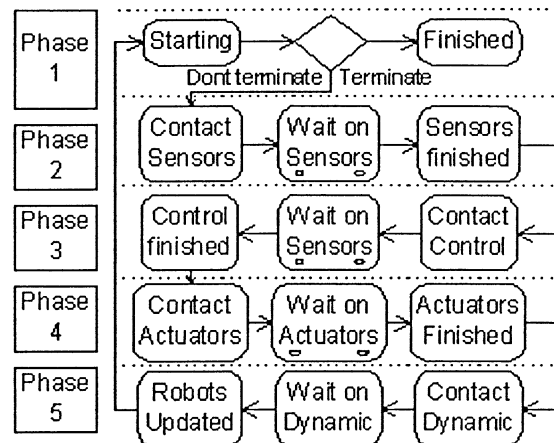 Phase
1
Starting
Finished
Dont terminate
Terminate
Phase
2
Contact
Sensors
Wait on
Sensors
Sensors
finished
Phase
3
Control
finished
Wait on
Sensors
Contact
Control
Phase
4
Contact
Actuators
Wait on
Actuators
Actuators
Finished
Phase
5
Robots
Updated
Wait on
Dynamic
Contact
Dynamic